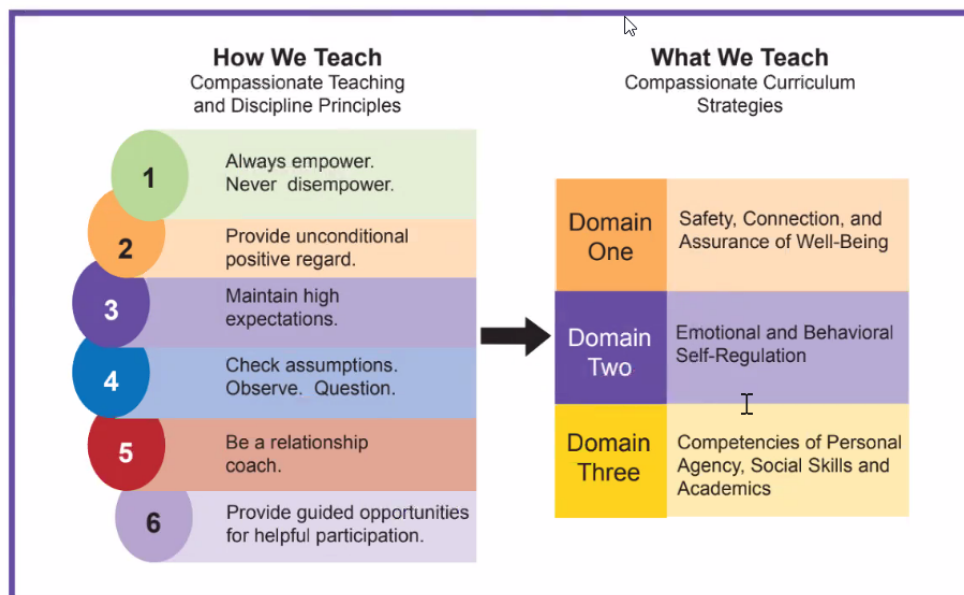 How We Teach
Compassionate Teaching
and Discipline Principles
1
Always empower.
Never disempower.
2
Provide unconditional
positive regard.
3
Maintain high
expectations.
4
Check assumptions.
Observe. Question.
5
Be a relationship
coach.
6
Provide guided opportunities
for helpful participation.
What We Teach
Compassionate Curriculum
Strategies
Domain
One
Safety, Connection, and
Assurance of Well-Being
Domain
Two
Emotional and Behavioral
Self-Regulation
Domain
Three
Competencies of Personal
Agency, Social Skills and
Academics